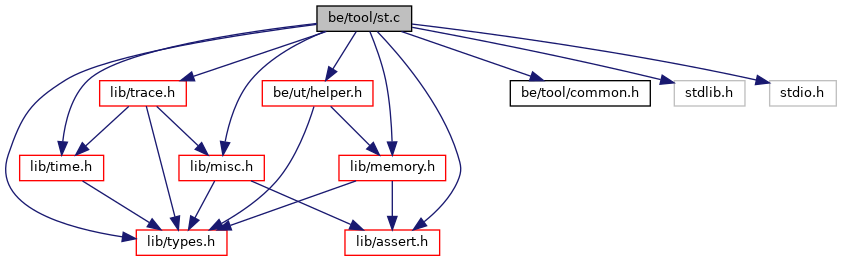 be/tool/st.c
lib/trace.h
be/ut/helper.h
be/tool/common.h
stdlib.h
stdio.h
lib/time.h
lib/misc.h
lib/memory.h
lib/types.h
lib/assert.h